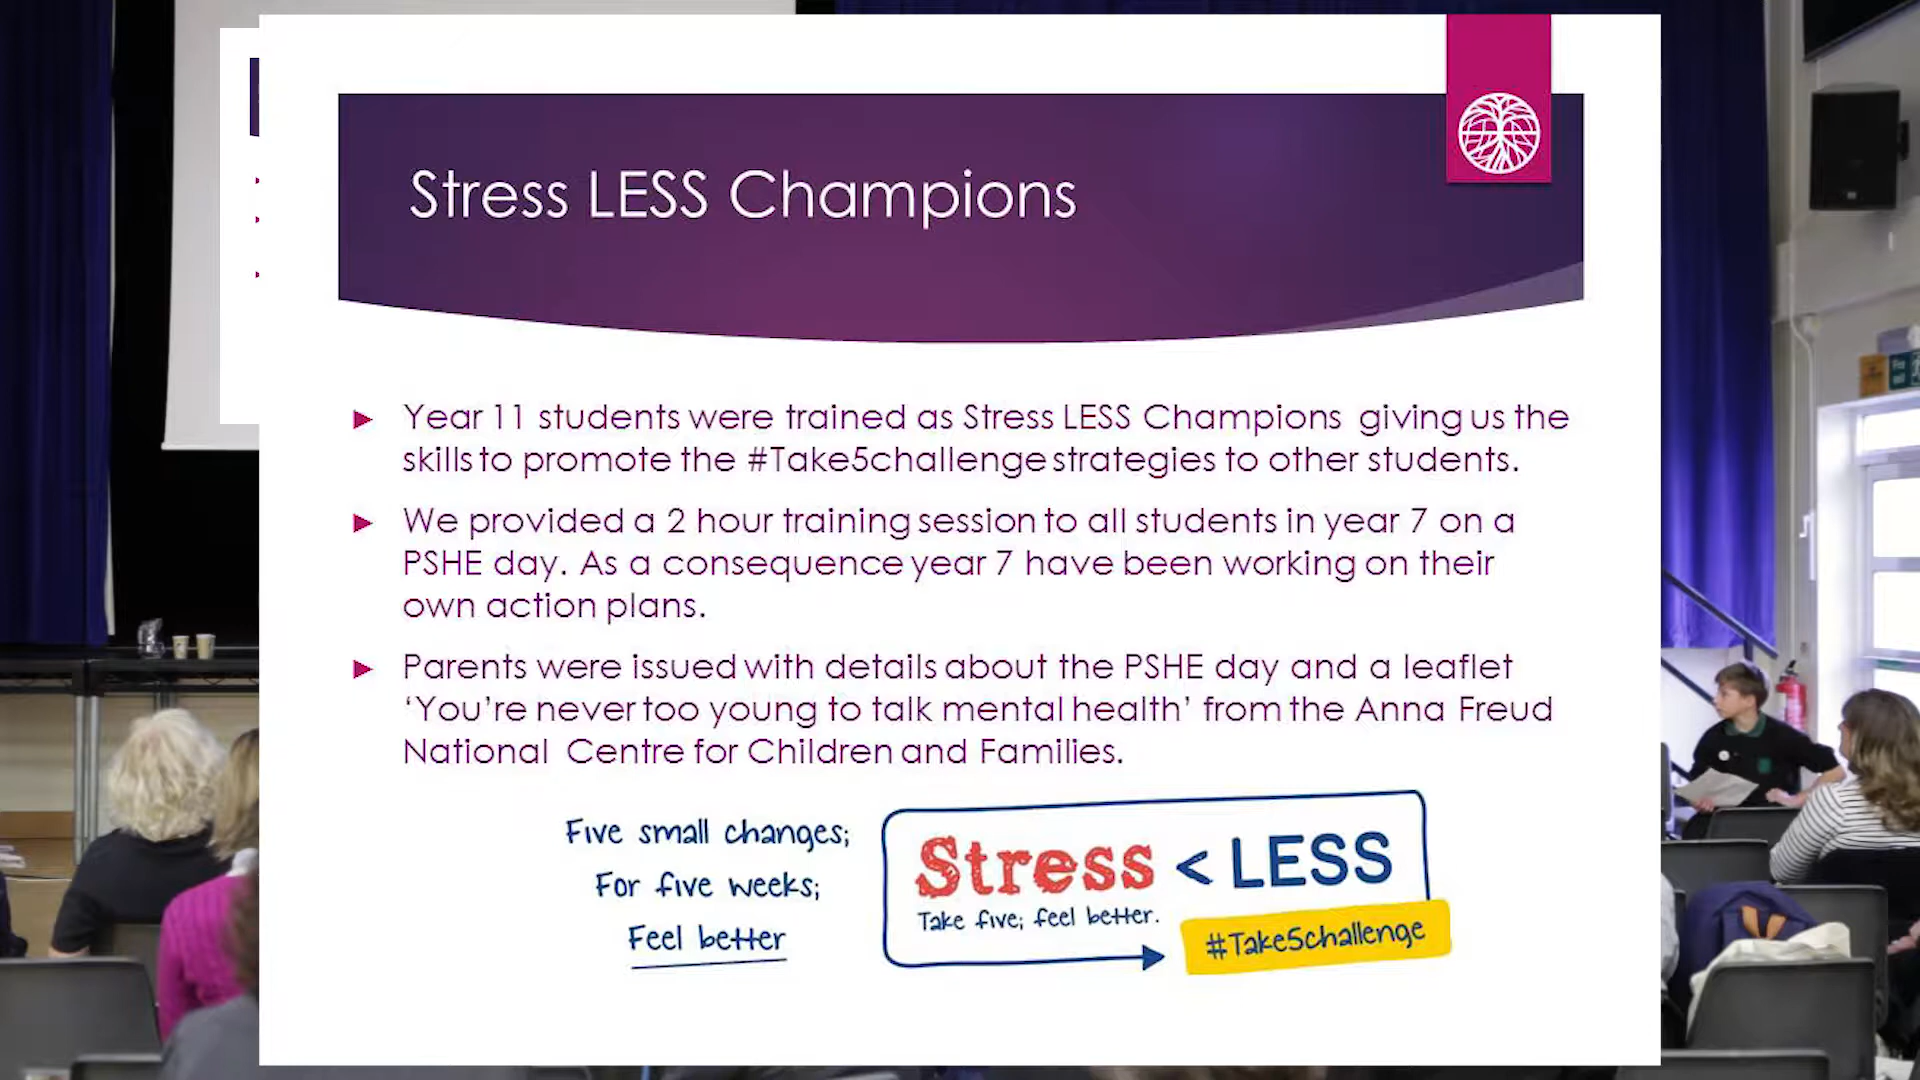 Stress LESS Champions
Year 11 students were trained as Stress LESS Champions giving us the
skills to promote the #Take5challenge strategies to other students.
We provided a 2 hour training session to all students in year 7 on a
PSHE day. As a consequence year 7 have been working on their
own action plans.
Parents were issued with details about the PSHE day and a leaflet
‘You’re never too young to talk mental health’ from the Anna Freud
National Centre for Children and Families.
Five small changes;
For five weeks;
Feel better
Stress < LESS
Take five; feel better.
#Take5challenge